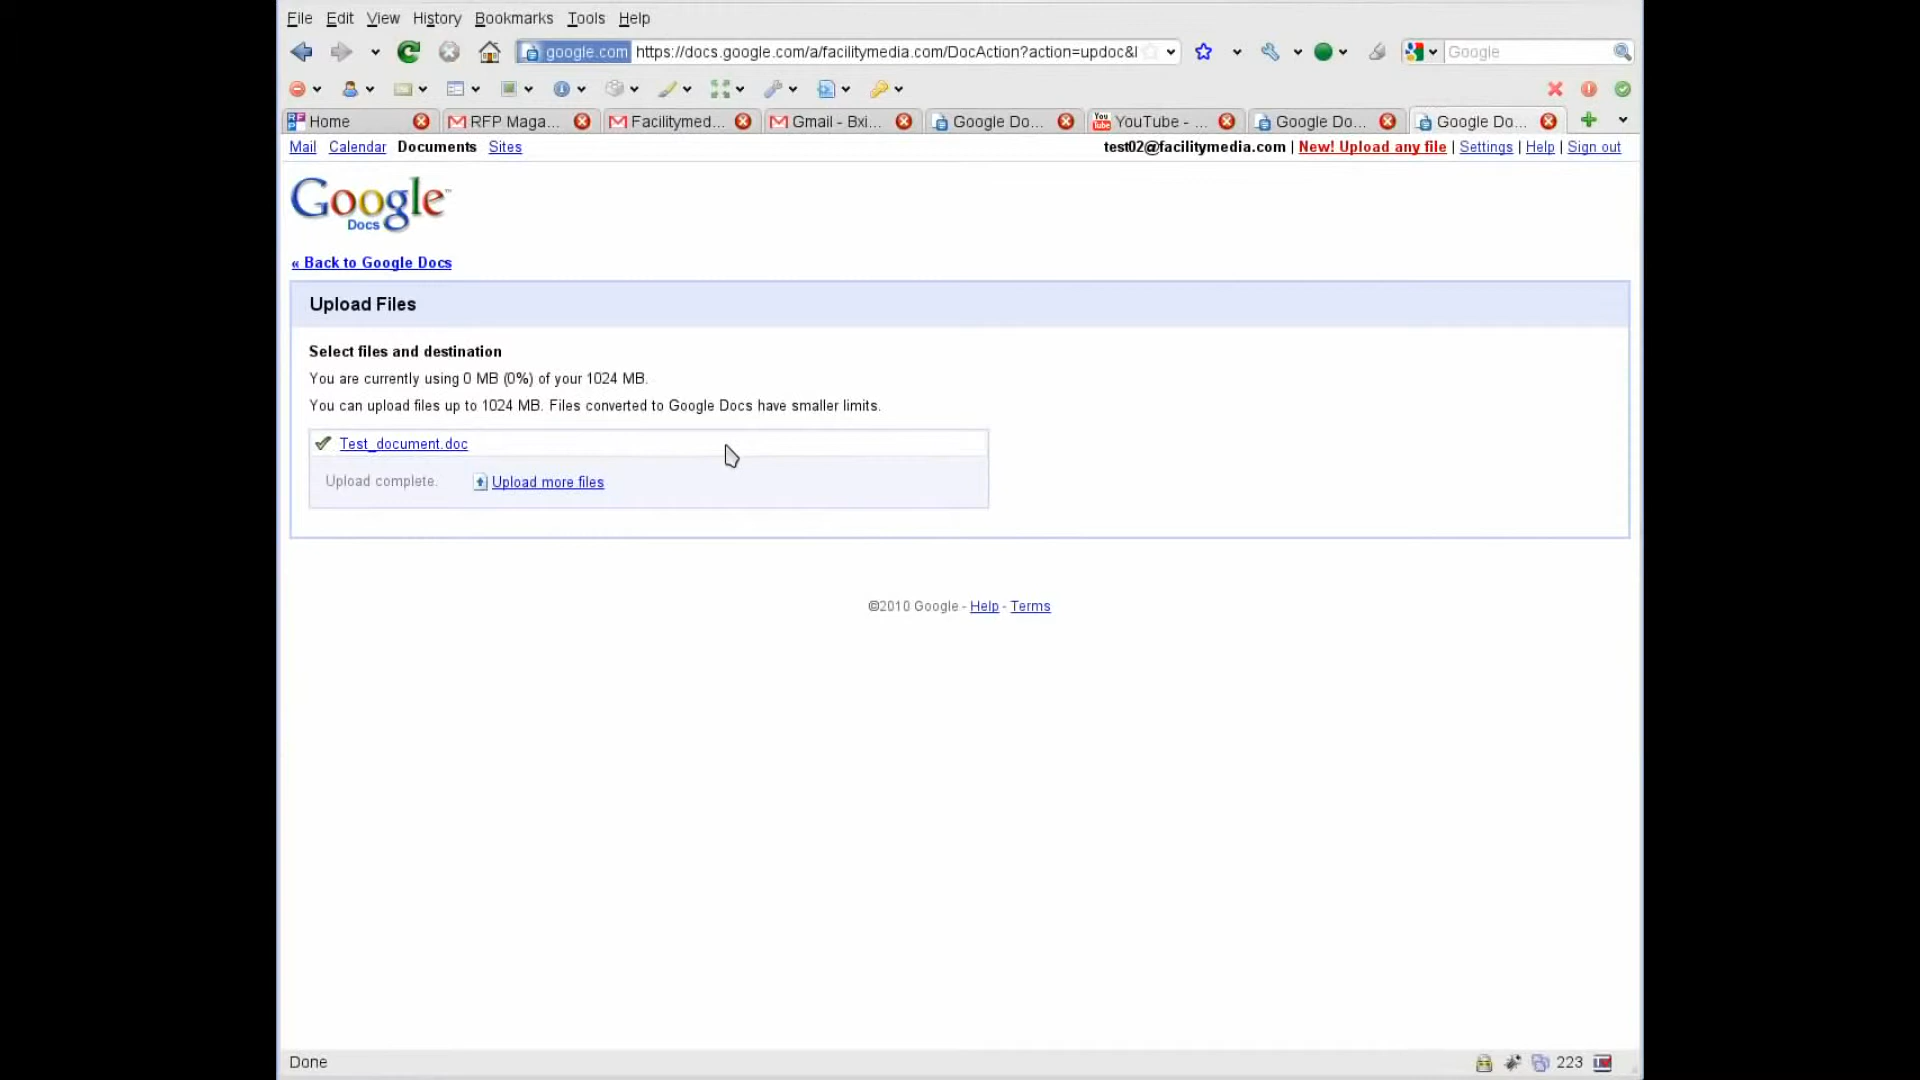 File Edit View History Bookmarks Tools Help
google.com https://docs.google.com/a/facilitymedia.com/DocAction?action=updoc&l
Google
Home RFP Maga... Facilitymed... Gmail - Bxi... Google Do... YouTube - ... Google Do... Google Do...
Mail Calendar Documents Sites
test02@facilitymedia.com | New! Upload any file | Settings | Help | Sign out
Google™
Docs
« Back to Google Docs
Upload Files
Select files and destination
You are currently using 0 MB (0%) of your 1024 MB.
You can upload files up to 1024 MB. Files converted to Google Docs have smaller limits.
Test_document.doc
Upload complete. Upload more files
©2010 Google - Help - Terms
Done
223